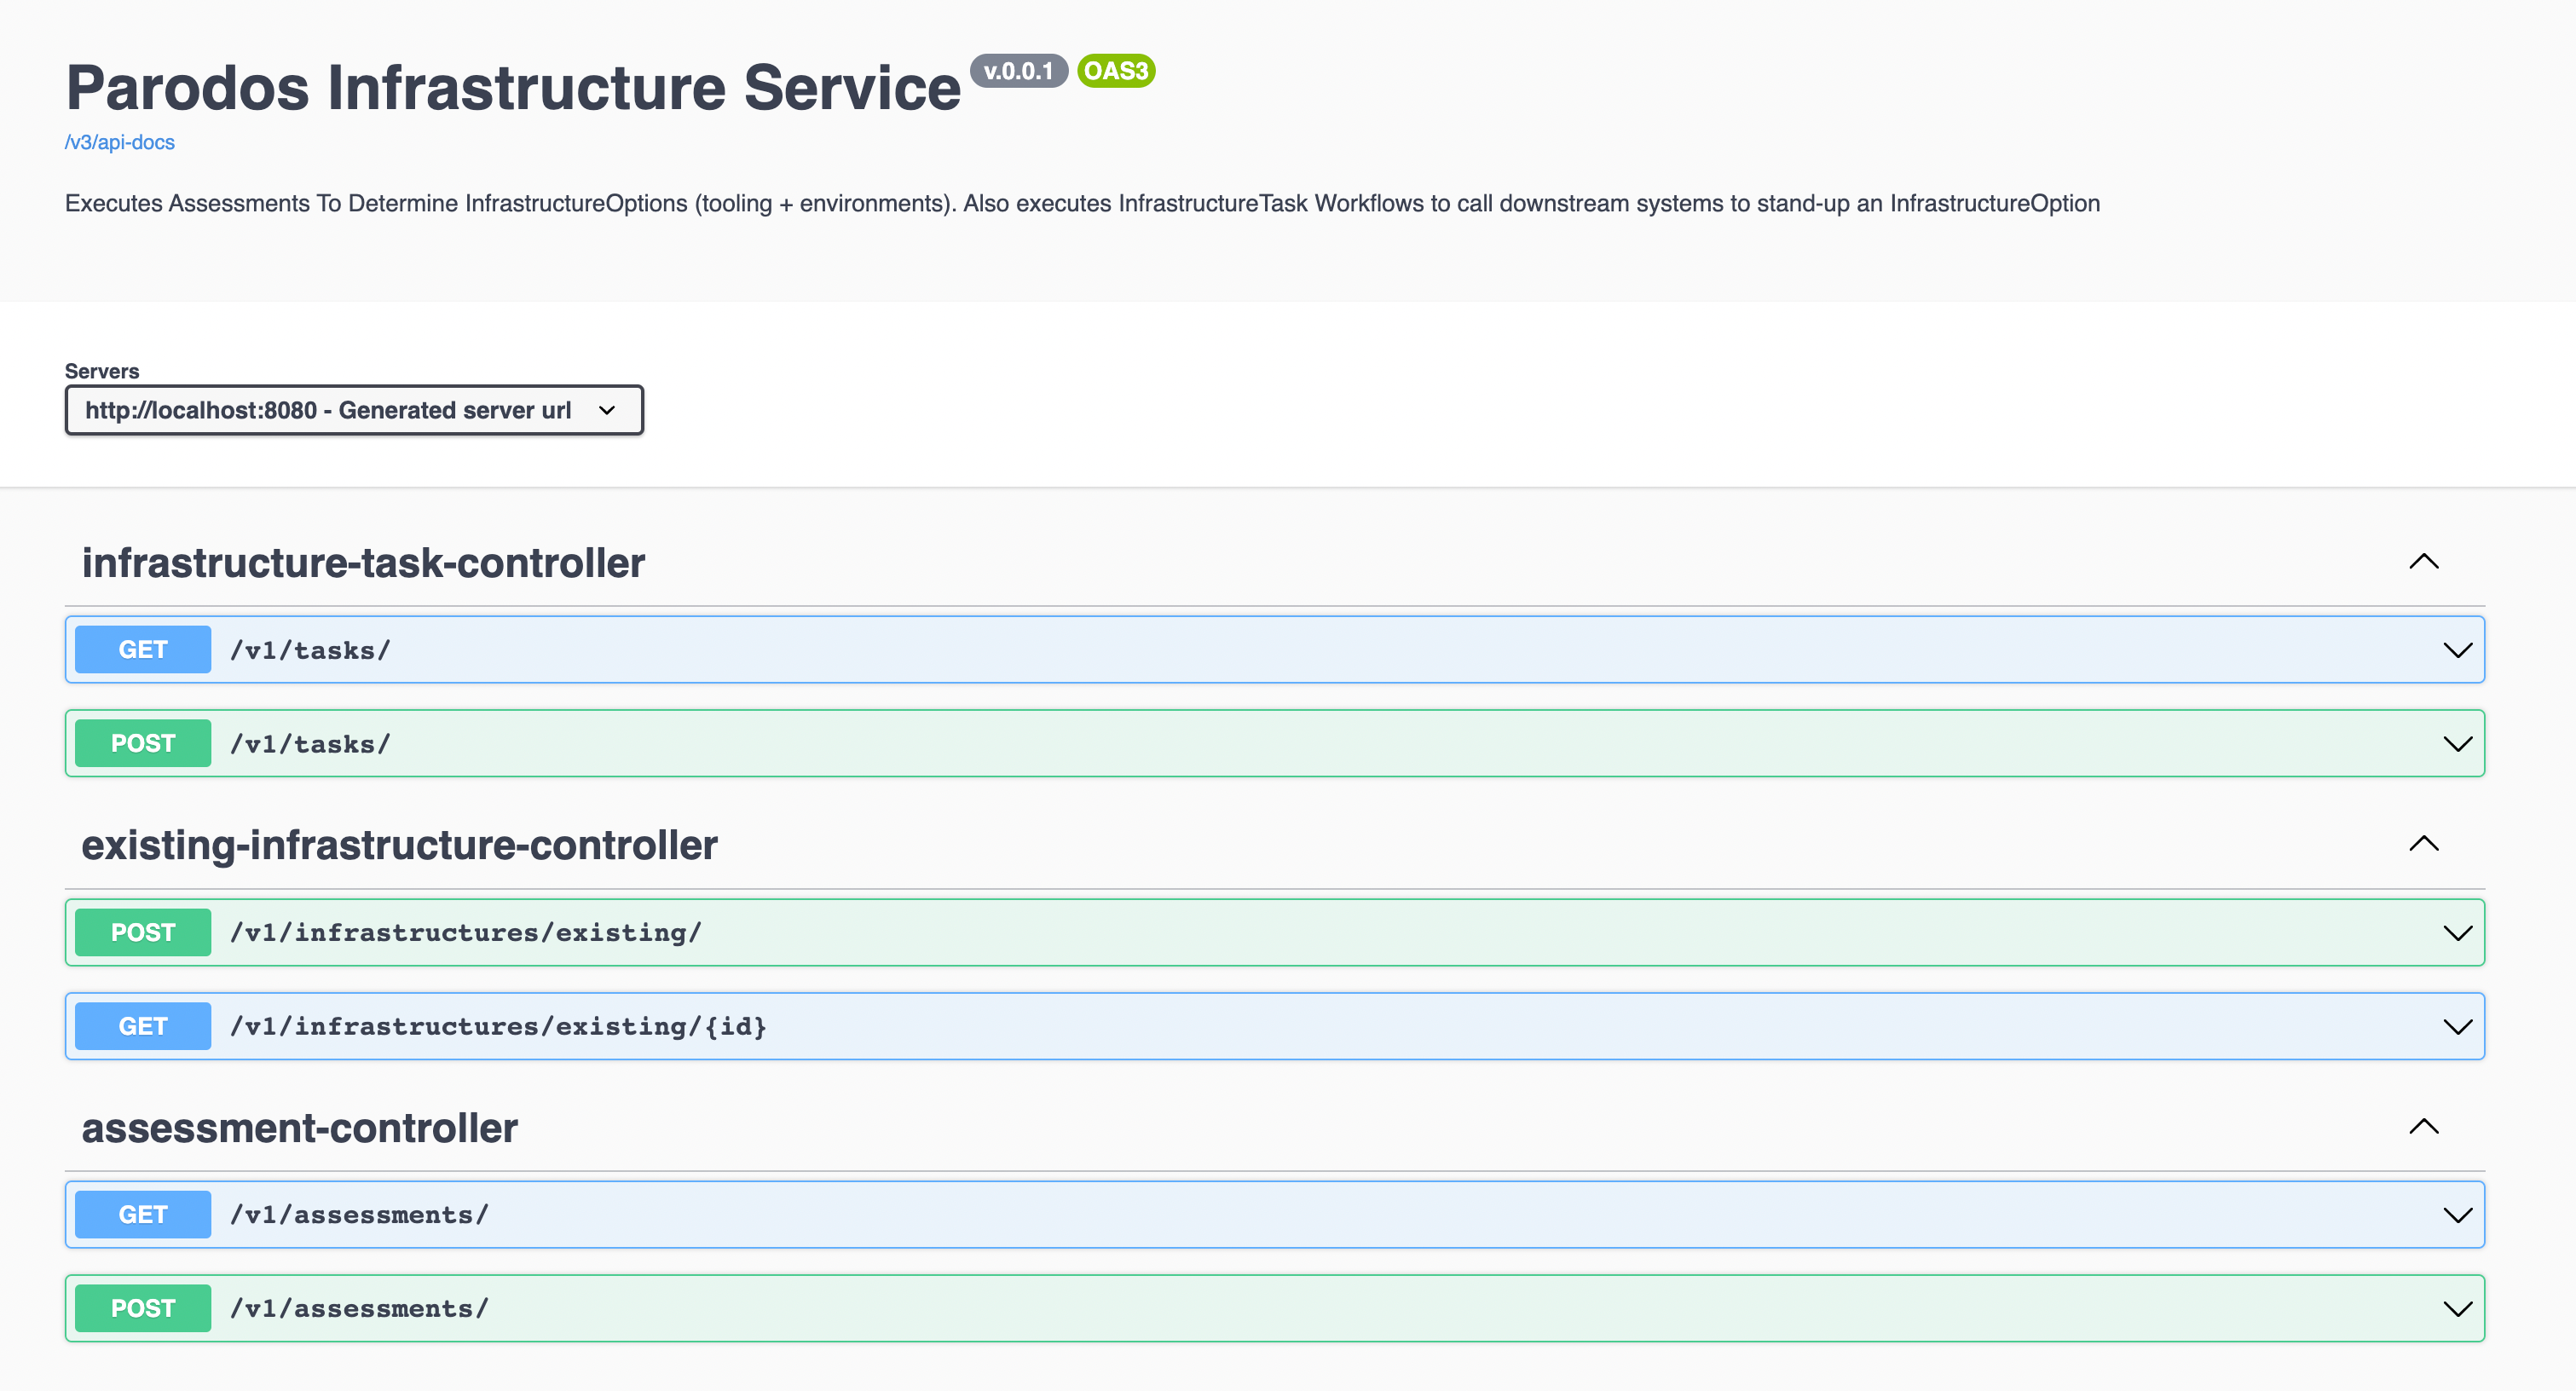 Parodos Infrastructure Service v.0.0.1 OAS3
/v3/api-docs
Executes Assessments To Determine InfrastructureOptions (tooling + environments). Also executes InfrastructureTask Workflows to call downstream systems to stand-up an InfrastructureOption
Servers
http://localhost:8080 - Generated server url
infrastructure-task-controller
GET /v1/tasks/
POST /v1/tasks/
existing-infrastructure-controller
POST /v1/infrastructures/existing/
GET /v1/infrastructures/existing/{id}
assessment-controller
GET /v1/assessments/
POST /v1/assessments/